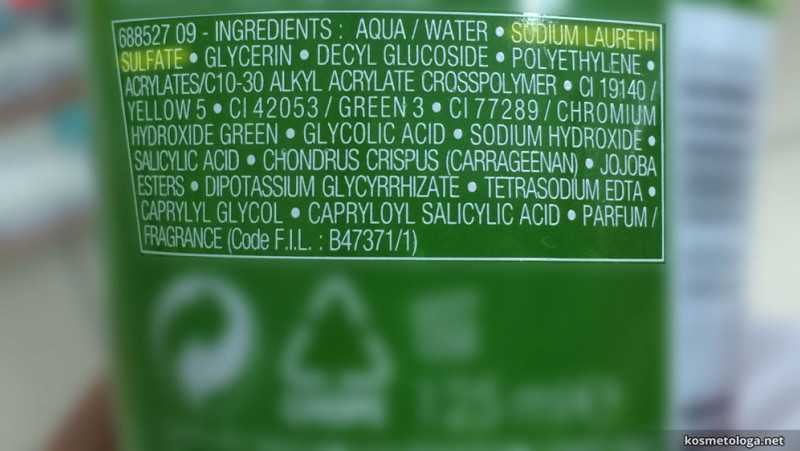 688527 09 - INGREDIENTS : AQUA / WATER • SODIUM LAURETH
SULFATE • GLYCERIN • DECYL GLUCOSIDE • POLYETHYLENE •
ACRYLATES/C10-30 ALKYL ACRYLATE CROSSPOLYMER • CI 19140 /
YELLOW 5 • CI 42053 / GREEN 3 • CI 77289 / CHROMIUM
HYDROXIDE GREEN • GLYCOLIC ACID • SODIUM HYDROXIDE •
SALICYLIC ACID • CHONDRUS CRISPUS (CARRAGEENAN) • JOJOBA
ESTERS • DIPOTASSIUM GLYCYRRHIZATE • TETRASODIUM EDTA •
CAPRYLYL GLYCOL • CAPRYLOYL SALICYLIC ACID • PARFUM /
FRAGRANCE (Code F.I.L. : B47371/1)
kosmetologa.net